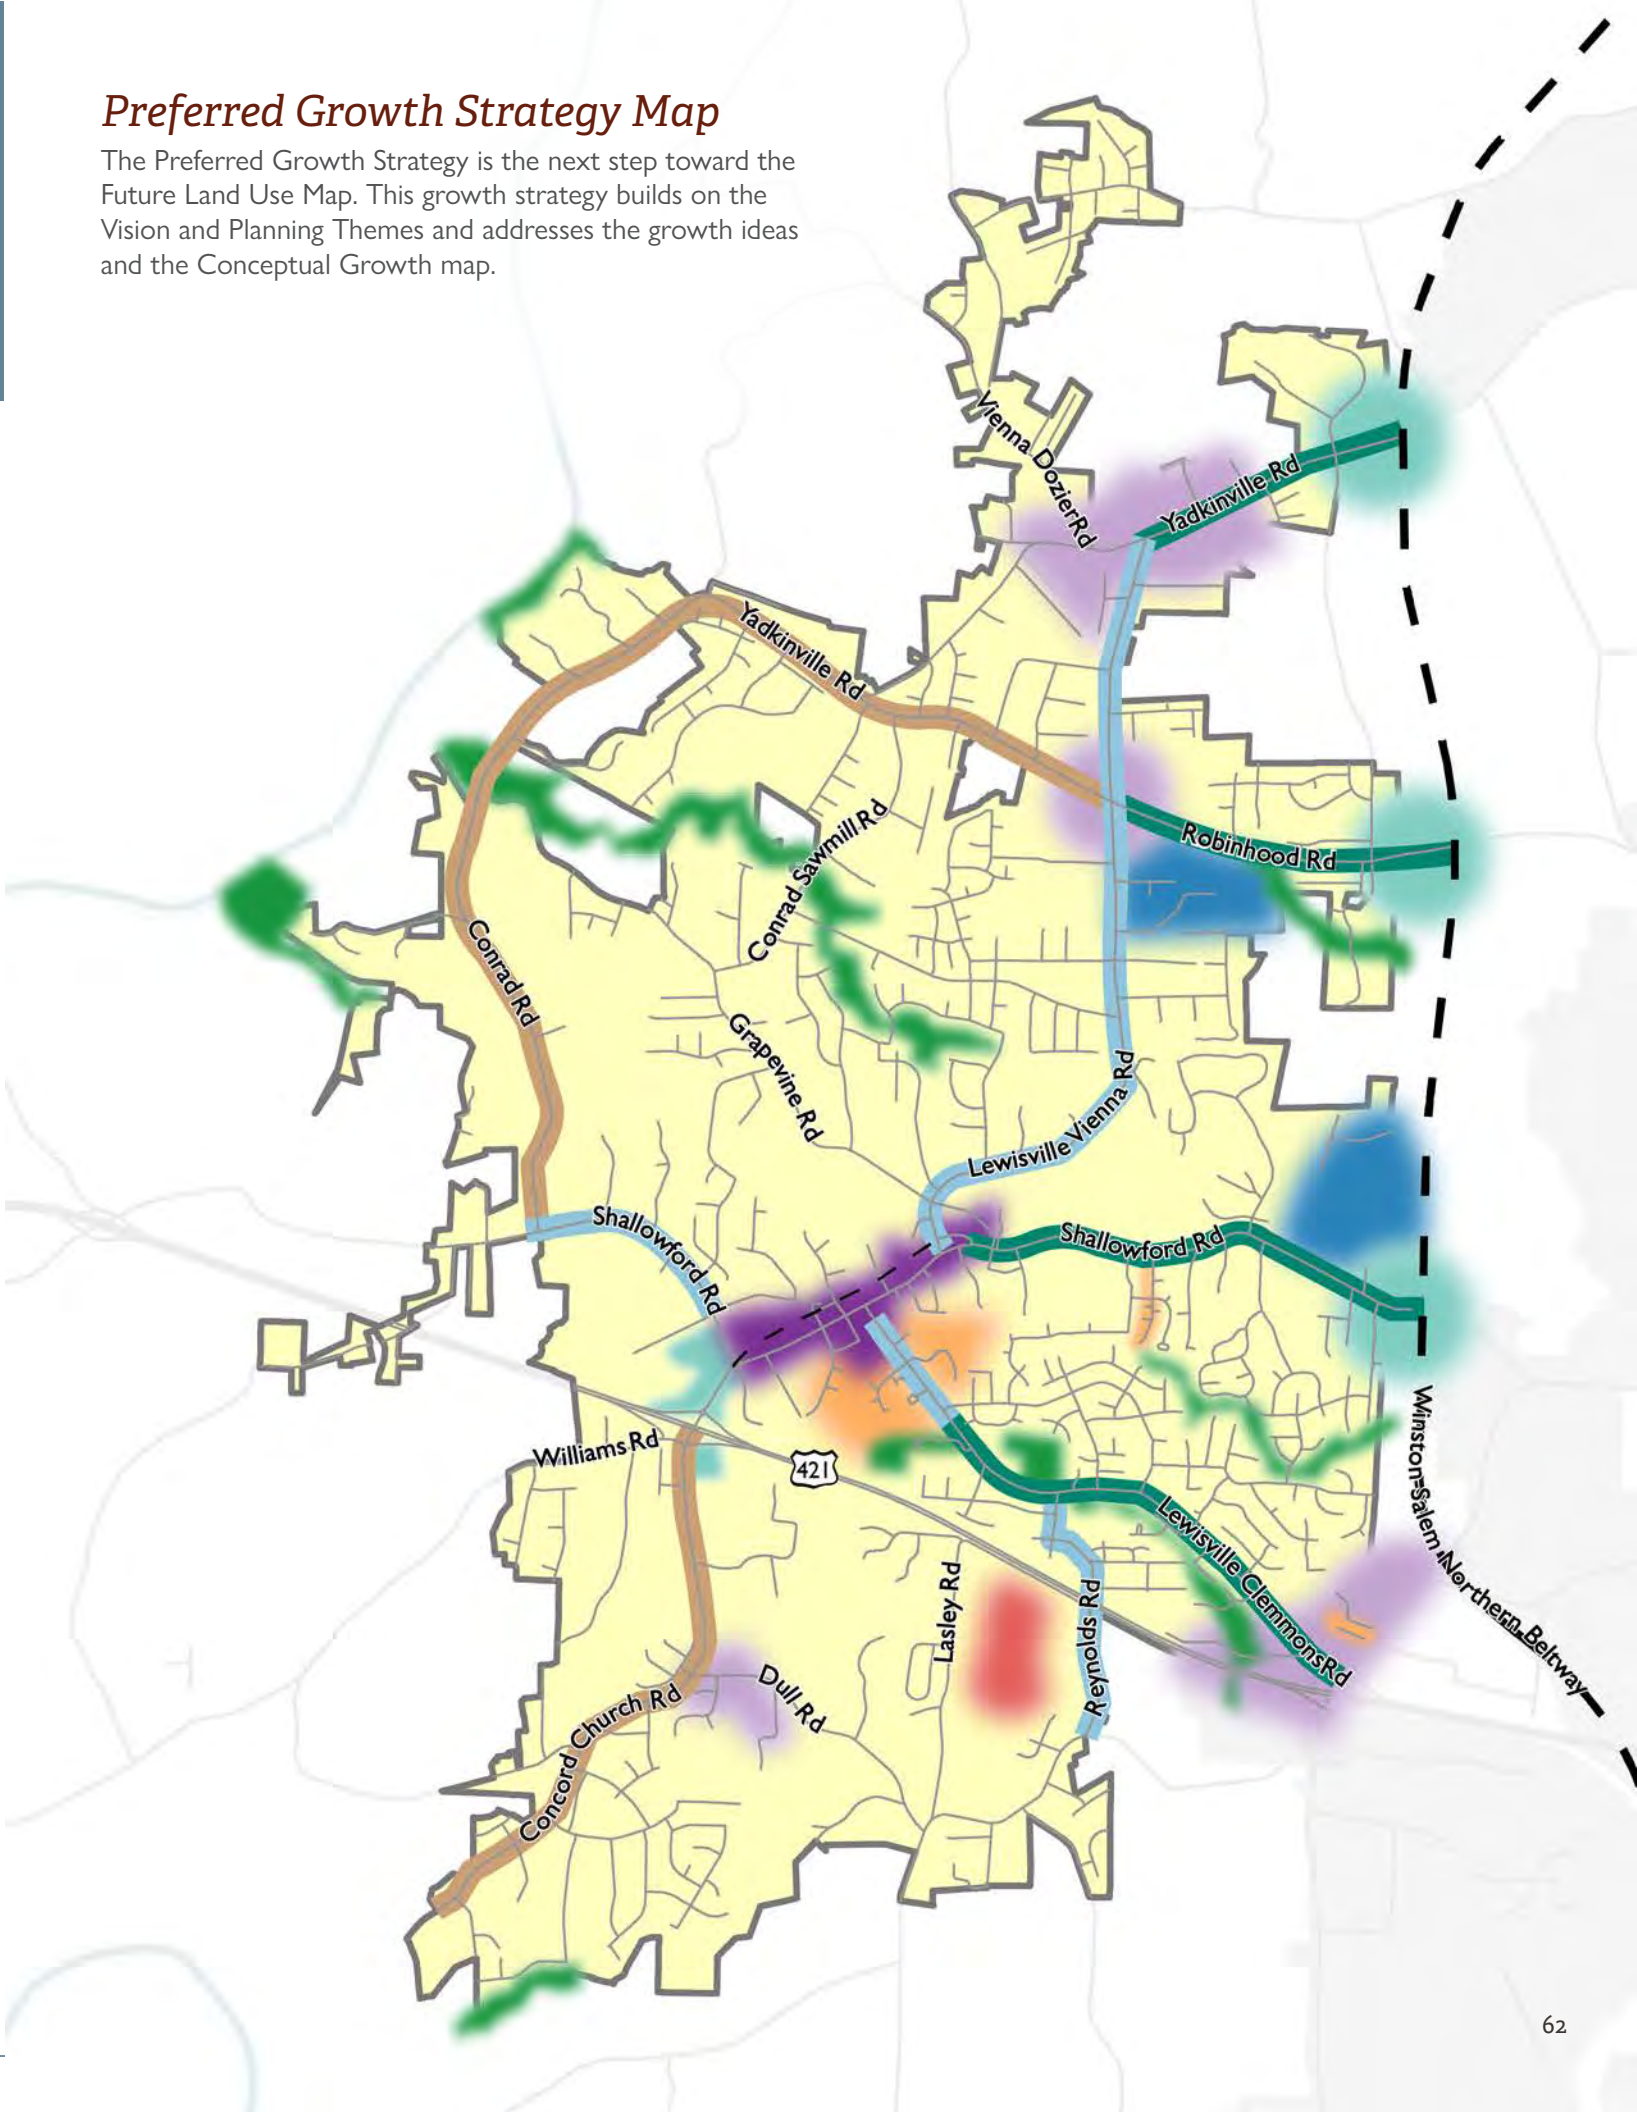 Preferred Growth Strategy Map
The Preferred Growth Strategy is the next step toward the
Future Land Use Map. This growth strategy builds on the
Vision and Planning Themes and addresses the growth ideas
and the Conceptual Growth map.
Vienna Dozier Rd
Yadkinville Rd
Yadkinville Rd
Conrad Sawmill Rd
Robinhood Rd
Conrad Rd
Grapevine Rd
Lewisville Vienna Rd
Shallowford Rd
Shallowford Rd
Williams Rd
421
Winston-Salem Northern Beltway
Lewisville Clemmons Rd
Lasley Rd
Reynolds Rd
Dull Rd
Concord Church Rd
62